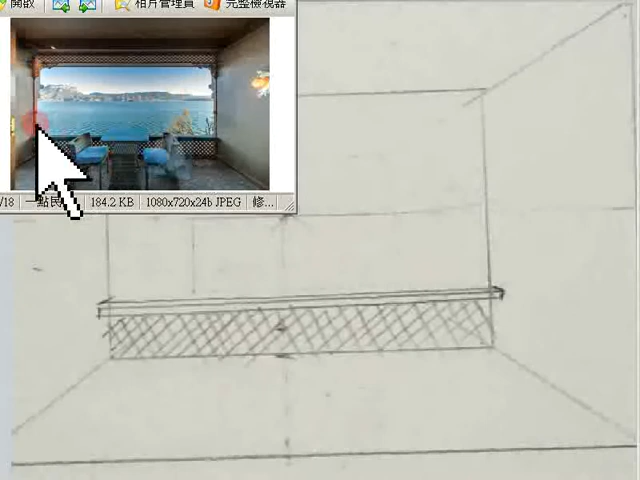 開啟 相片管理員 完整檢視器
/18 一點民 184.2 KB 1080x720x24b JPEG 修...